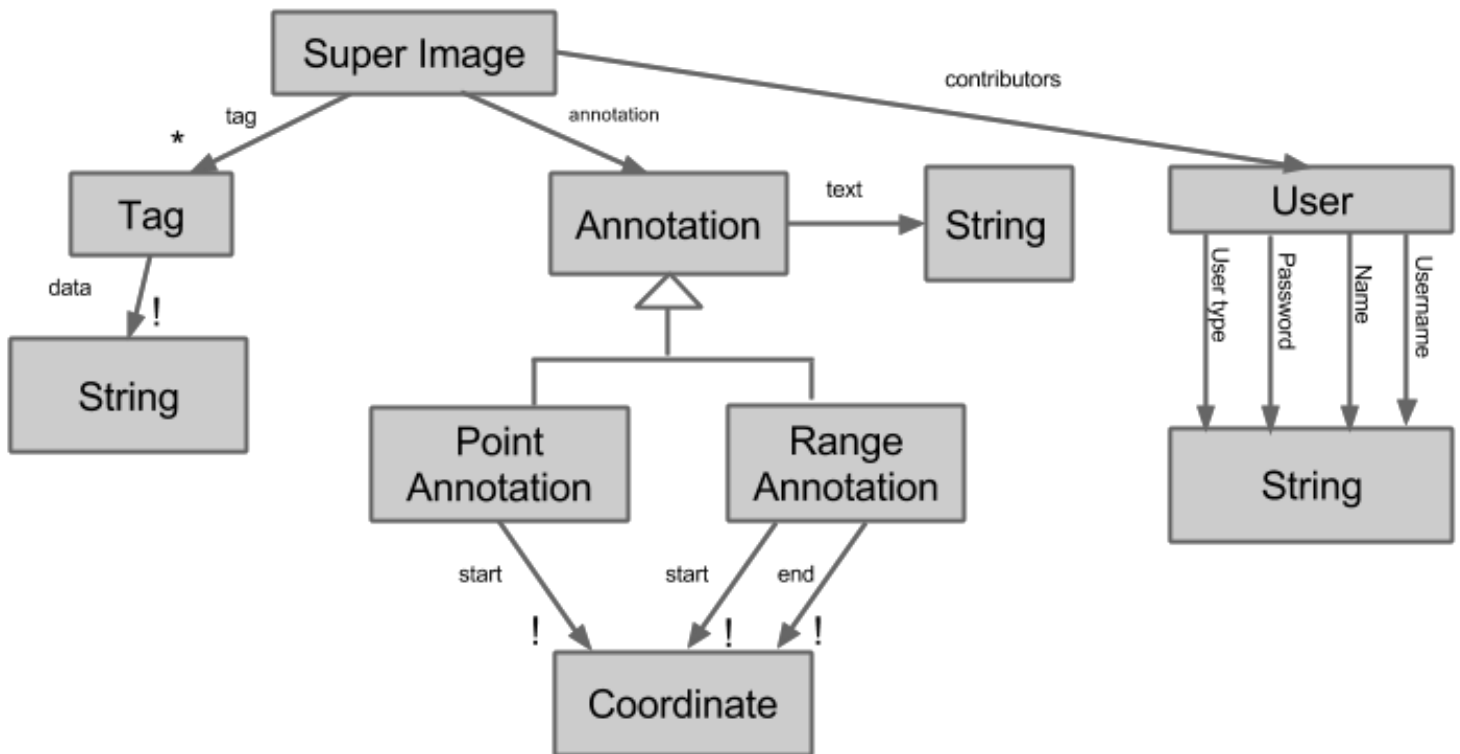 Super Image
contributors
tag
annotation
*
Tag
Annotation
text
String
User
data
!
String
User type
Password
Name
Username
Point
Annotation
Range
Annotation
String
start
start
end
!
!
!
Coordinate